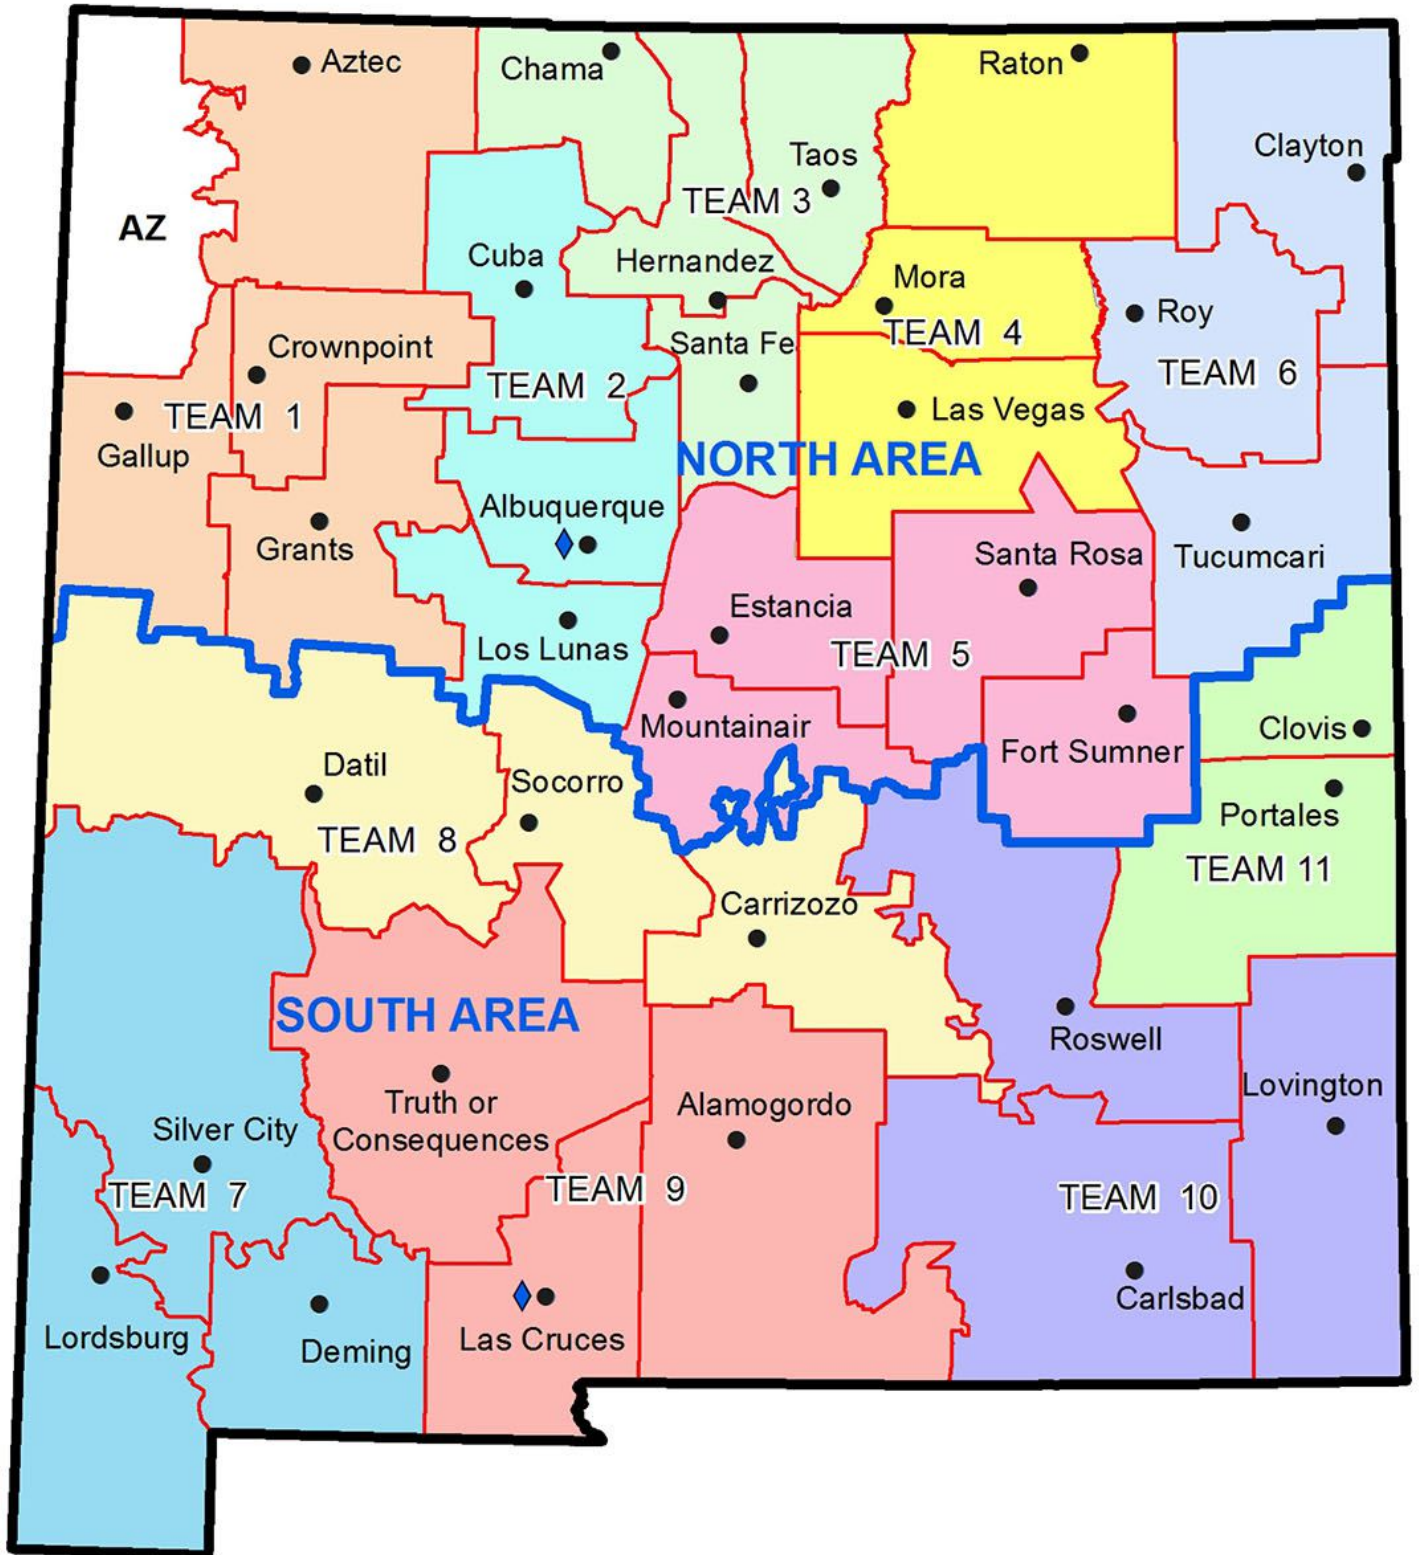 Aztec
Chama
Raton
Clayton
Taos
TEAM 3
AZ
Cuba
Hernandez
Mora
Roy
TEAM 4
Crownpoint
Santa Fe
TEAM 6
TEAM 2
TEAM 1
Las Vegas
Gallup
NORTH AREA
Albuquerque
Grants
Santa Rosa
Tucumcari
Estancia
Los Lunas
TEAM 5
Mountainair
Clovis
Fort Sumner
Datil
Socorro
Portales
TEAM 8
TEAM 11
Carrizozo
SOUTH AREA
Roswell
Lovington
Truth or
Consequences
Alamogordo
Silver City
TEAM 7
TEAM 9
TEAM 10
Carlsbad
Lordsburg
Deming
Las Cruces